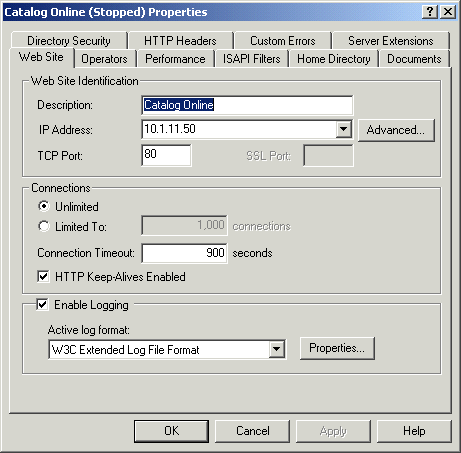 Catalog Online (Stopped) Properties
Directory Security HTTP Headers Custom Errors Server Extensions
Web Site Operators Performance ISAPI Filters Home Directory Documents
Web Site Identification
Description: Catalog Online
IP Address: 10.1.11.50 Advanced...
TCP Port: 80 SSL Port:
Connections
Unlimited
Limited To: 1,000 connections
Connection Timeout: 900 seconds
HTTP Keep-Alives Enabled
Enable Logging
Active log format:
W3C Extended Log File Format Properties...
OK Cancel Apply Help